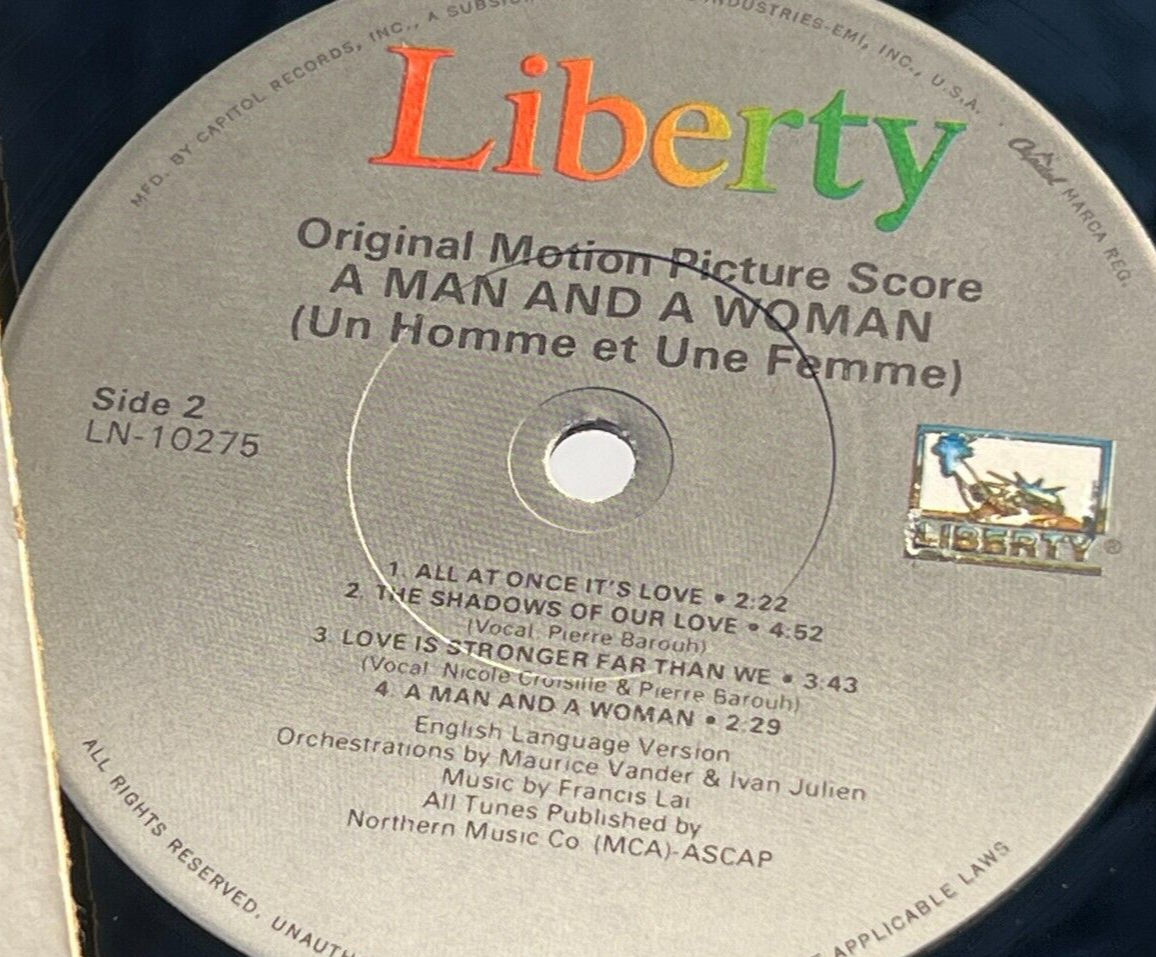 MFD. BY CAPITOL RECORDS, INC., A
INDUSTRIES-EMI, INC., U.S.A. · Capitol MARCA REG.
Liberty
Original Motion Picture Score
A MAN AND A WOMAN
(Un Homme et Une Femme)
Side 2
LN-10275
LIBERTY ®
1. ALL AT ONCE IT'S LOVE • 2:22
2. THE SHADOWS OF OUR LOVE • 4:52
(Vocal: Pierre Barouh)
3. LOVE IS STRONGER FAR THAN WE • 3:43
(Vocal: Nicole Croisille & Pierre Barouh)
4. A MAN AND A WOMAN • 2:29
English Language Version
Orchestrations by Maurice Vander & Ivan Julien
Music by Francis Lai
All Tunes Published by
Northern Music Co. (MCA)-ASCAP
ALL RIGHTS RESERVED. UNAUTH
APPLICABLE LAWS